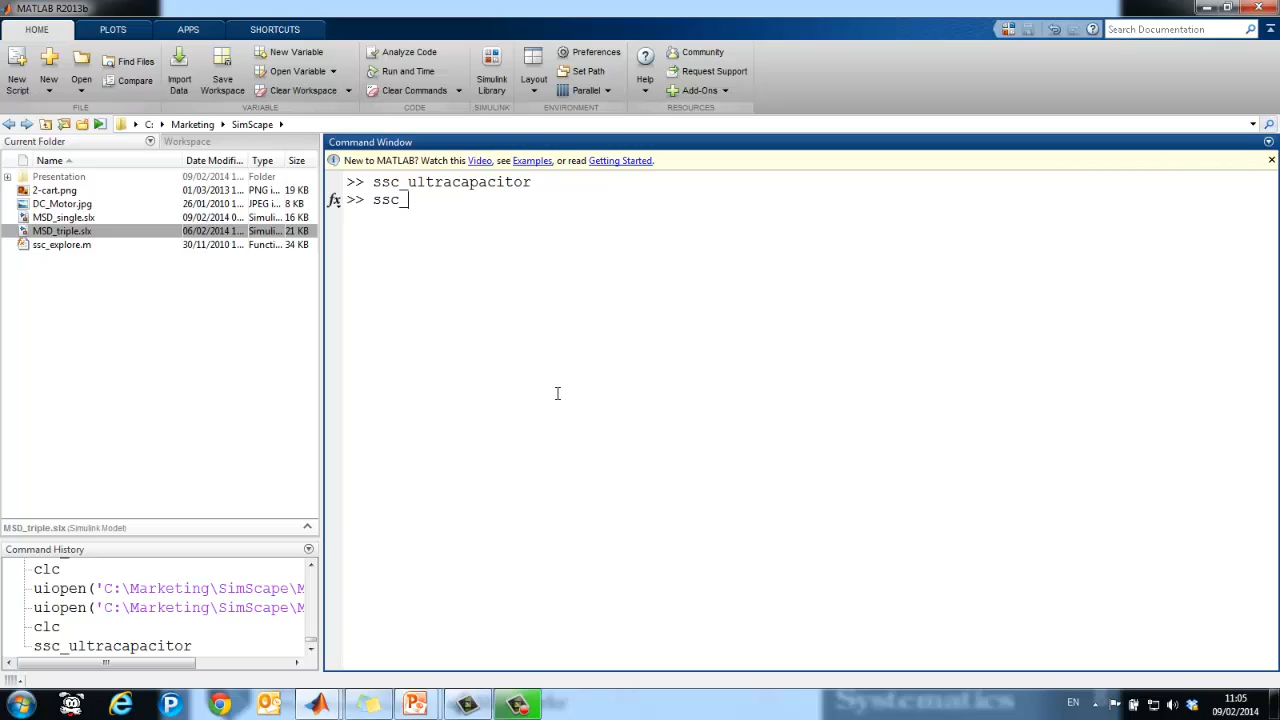 MATLAB R2013b
HOME PLOTS APPS SHORTCUTS
Search Documentation
New Script
New
Open
Find Files
Compare
Import Data
Save Workspace
New Variable
Open Variable
Clear Workspace
Analyze Code
Run and Time
Clear Commands
Simulink Library
Layout
Preferences
Set Path
Parallel
Help
Community
Request Support
Add-Ons
FILE VARIABLE CODE SIMULINK ENVIRONMENT RESOURCES
C: Marketing SimScape
Current Folder Workspace
Name Date Modifi... Type Size
Presentation 09/02/2014 1... Folder
2-cart.png 01/03/2013 1... PNG i... 19 KB
DC_Motor.jpg 26/01/2010 1... JPEG i... 8 KB
MSD_single.slx 09/02/2014 0... Simuli... 16 KB
MSD_triple.slx 06/02/2014 1... Simuli... 21 KB
ssc_explore.m 30/11/2010 1... Functi... 34 KB
MSD_triple.slx (Simulink Model)
Command History
clc
uiopen('C:\Marketing\SimScape\M
uiopen('C:\Marketing\SimScape\M
clc
ssc_ultracapacitor
Command Window
New to MATLAB? Watch this Video, see Examples, or read Getting Started.
>> ssc_ultracapacitor
fx >> ssc_
Systematics
EN
11:05
09/02/2014